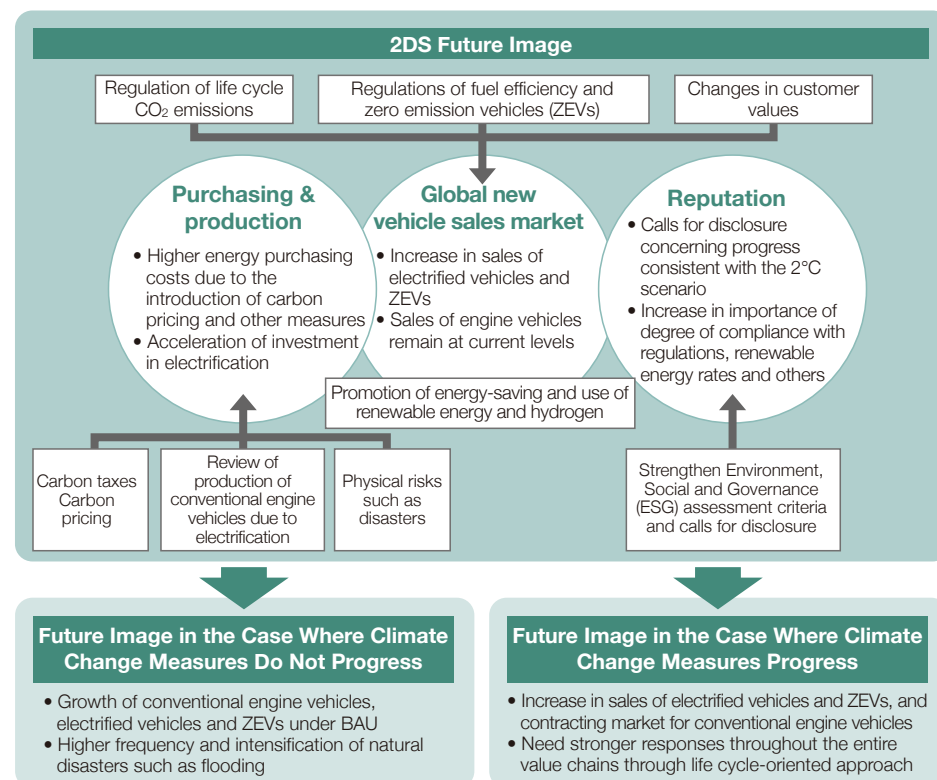 2DS Future Image
Regulation of life cycle
CO₂ emissions
Regulations of fuel efficiency and
zero emission vehicles (ZEVs)
Changes in customer
values
Purchasing &
production
• Higher energy purchasing
costs due to the
introduction of carbon
pricing and other measures
• Acceleration of investment
in electrification
Global new
vehicle sales market
• Increase in sales of
electrified vehicles and
ZEVs
• Sales of engine vehicles
remain at current levels
Reputation
• Calls for disclosure
concerning progress
consistent with the 2°C
scenario
• Increase in importance of
degree of compliance with
regulations, renewable
energy rates and others
Promotion of energy-saving and use of
renewable energy and hydrogen
Carbon taxes
Carbon
pricing
Review of
production of
conventional engine
vehicles due to
electrification
Physical risks
such as
disasters
Strengthen Environment,
Social and Governance
(ESG) assessment criteria
and calls for disclosure
Future Image in the Case Where Climate
Change Measures Do Not Progress
• Growth of conventional engine vehicles,
electrified vehicles and ZEVs under BAU
• Higher frequency and intensification of natural
disasters such as flooding
Future Image in the Case Where Climate
Change Measures Progress
• Increase in sales of electrified vehicles and ZEVs, and
contracting market for conventional engine vehicles
• Need stronger responses throughout the entire
value chains through life cycle-oriented approach